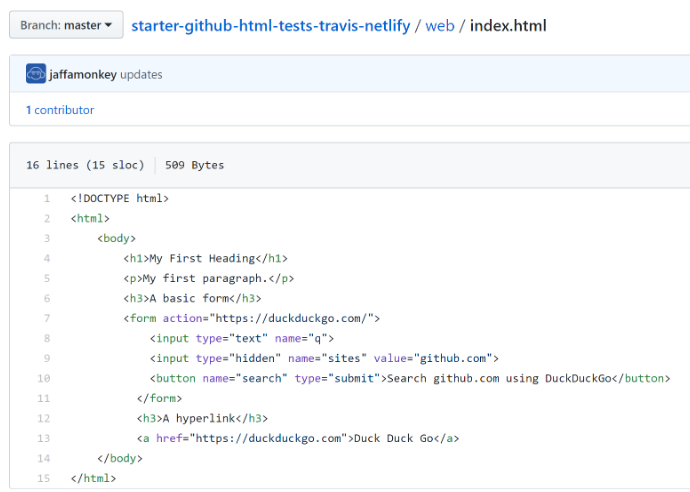 Branch: master starter-github-html-tests-travis-netlify / web / index.html
jaffamonkey updates
1 contributor
16 lines (15 sloc) 509 Bytes
1 <!DOCTYPE html>
2 <html>
3 <body>
4 <h1>My First Heading</h1>
5 <p>My first paragraph.</p>
6 <h3>A basic form</h3>
7 <form action="https://duckduckgo.com/">
8 <input type="text" name="q">
9 <input type="hidden" name="sites" value="github.com">
10 <button name="search" type="submit">Search github.com using DuckDuckGo</button>
11 </form>
12 <h3>A hyperlink</h3>
13 <a href="https://duckduckgo.com">Duck Duck Go</a>
14 </body>
15 </html>